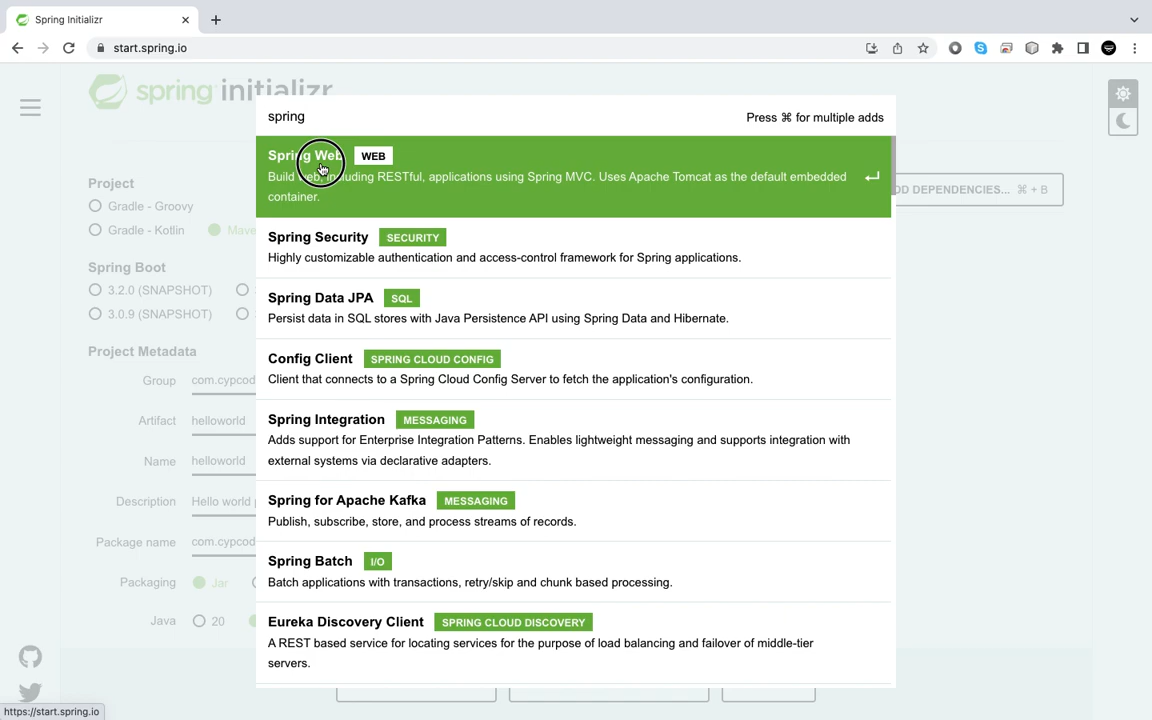 Spring Initializr
start.spring.io
spring initializr
spring
Press ⌘ for multiple adds
Spring Web WEB
Build web, including RESTful, applications using Spring MVC. Uses Apache Tomcat as the default embedded
container.
Project
DD DEPENDENCIES... ⌘ + B
Gradle - Groovy
Gradle - Kotlin
Mave
Spring Security SECURITY
Highly customizable authentication and access-control framework for Spring applications.
Spring Boot
3.2.0 (SNAPSHOT)
3.0.9 (SNAPSHOT)
Spring Data JPA SQL
Persist data in SQL stores with Java Persistence API using Spring Data and Hibernate.
Project Metadata
Group com.cypcod
Artifact helloworld
Name helloworld
Description Hello world
Package name com.cypcod
Packaging Jar
Java 20
Config Client SPRING CLOUD CONFIG
Client that connects to a Spring Cloud Config Server to fetch the application's configuration.
Spring Integration MESSAGING
Adds support for Enterprise Integration Patterns. Enables lightweight messaging and supports integration with
external systems via declarative adapters.
Spring for Apache Kafka MESSAGING
Publish, subscribe, store, and process streams of records.
Spring Batch I/O
Batch applications with transactions, retry/skip and chunk based processing.
Eureka Discovery Client SPRING CLOUD DISCOVERY
A REST based service for locating services for the purpose of load balancing and failover of middle-tier
servers.
https://start.spring.io